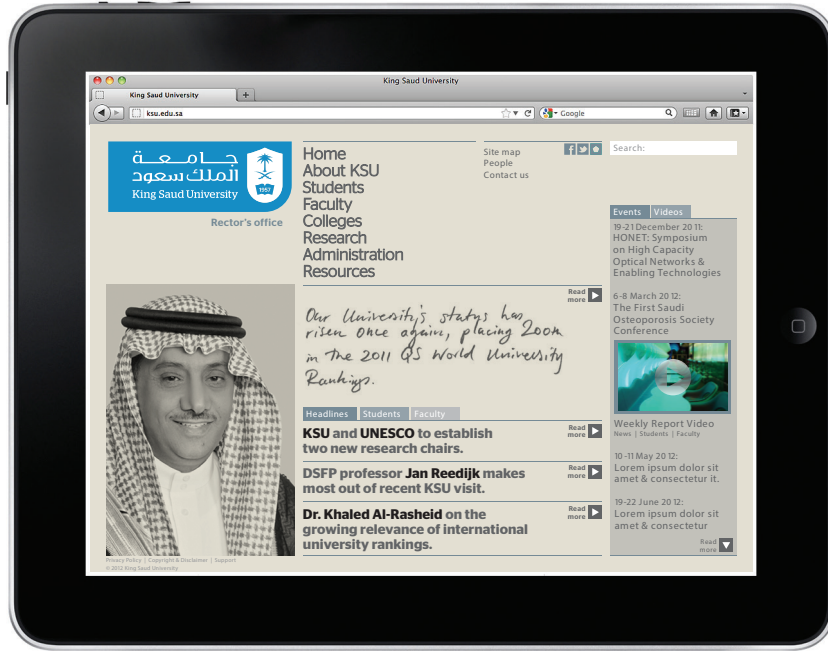 King Saud University
King Saud University
ksu.edu.sa
Google
جامعة
الملك سعود
King Saud University
1957
Rector's office
Home
About KSU
Students
Faculty
Colleges
Research
Administration
Resources
Site map
People
Contact us
Search:
Read
more
Our University's status has
risen once again, placing 200th
in the 2011 QS World University
Rankings.
Headlines
Students
Faculty
KSU and UNESCO to establish
two new research chairs.
Read
more
DSFP professor Jan Reedijk makes
most out of recent KSU visit.
Read
more
Dr. Khaled Al-Rasheid on the
growing relevance of international
university rankings.
Read
more
Events
Videos
19-21 December 2011:
HONET: Symposium
on High Capacity
Optical Networks &
Enabling Technologies
6-8 March 2012:
The First Saudi
Osteoporosis Society
Conference
Weekly Report Video
News | Students | Faculty
10-11 May 2012:
Lorem ipsum dolor sit
amet & consectetur it.
19-22 June 2012:
Lorem ipsum dolor sit
amet & consectetur
Read
more
Privacy Policy | Copyright & Disclaimer | Support
© 2012 King Saud University